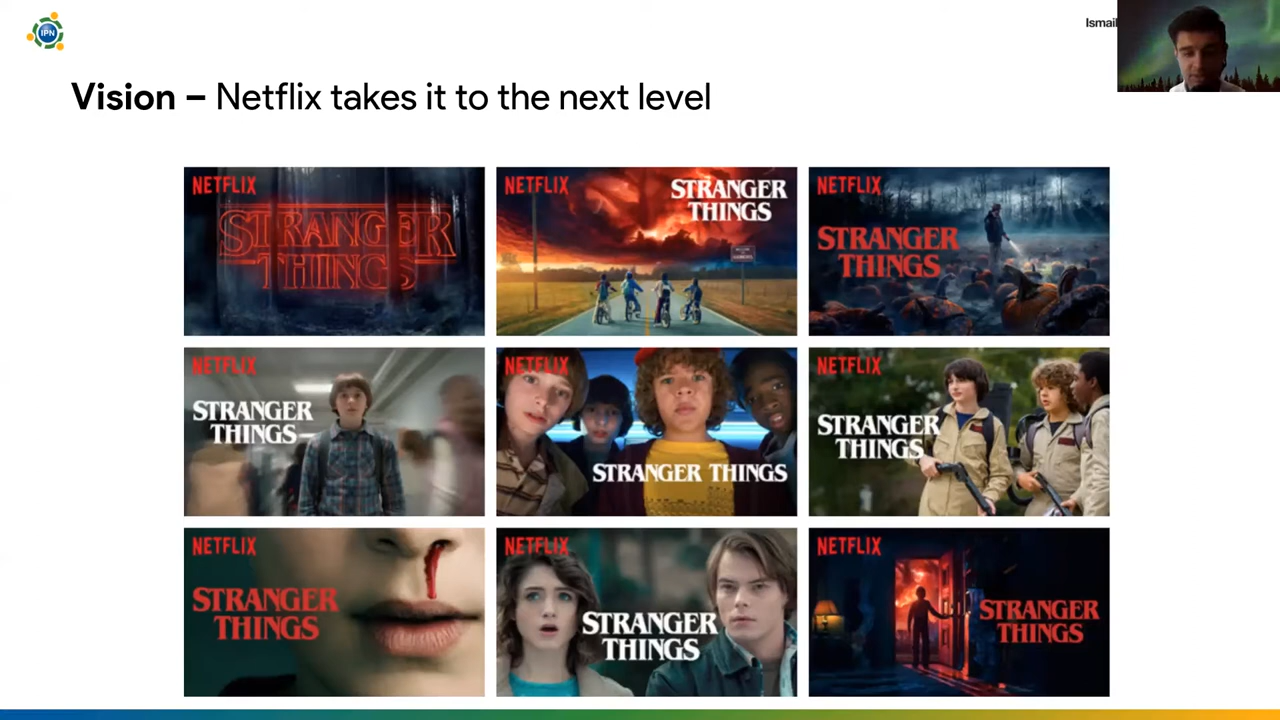 IPN
Ismail
Vision – Netflix takes it to the next level
NETFLIX
STRANGER
THINGS
NETFLIX
STRANGER
THINGS
NETFLIX
STRANGER
THINGS
NETFLIX
STRANGER
THINGS
NETFLIX
STRANGER THINGS
NETFLIX
STRANGER
THINGS
NETFLIX
STRANGER
THINGS
NETFLIX
STRANGER
THINGS
NETFLIX
STRANGER
THINGS